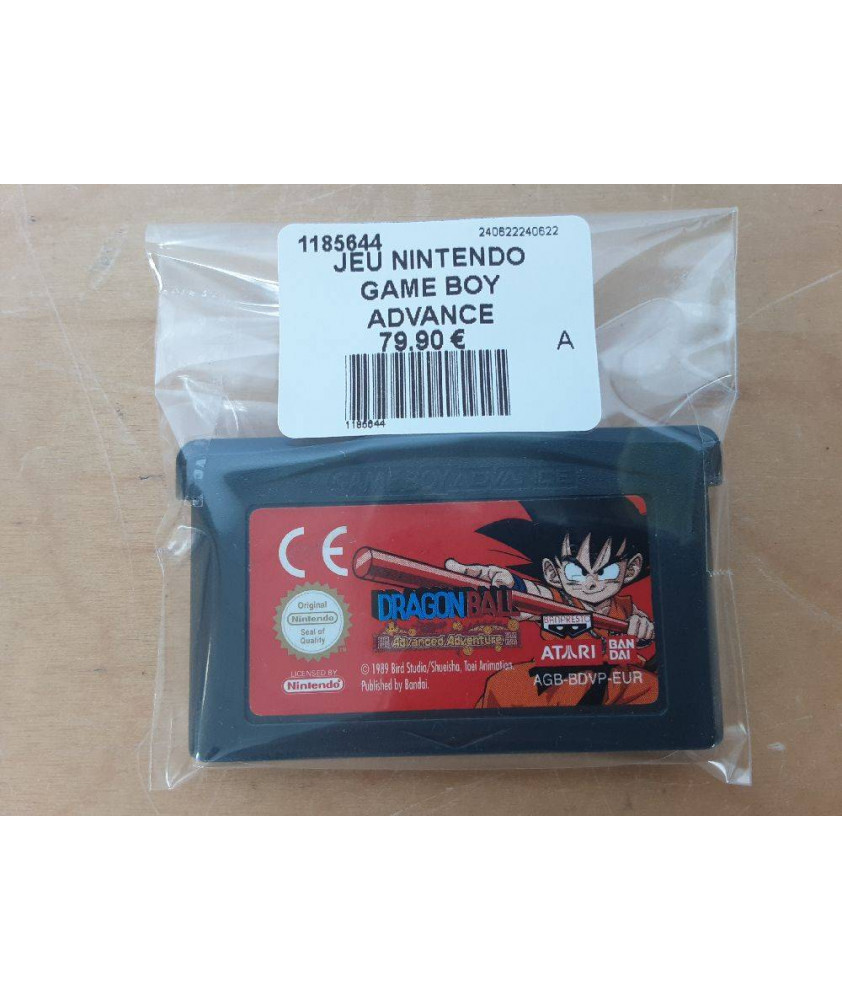 1185644
240622240622
JEU NINTENDO
GAME BOY
ADVANCE
79.90 €
A
1185644
GAME BOY ADVANCE
CE
Original
Nintendo
Seal of
Quality
LICENSED BY
Nintendo
DRAGON BALL
Advanced Adventure
© 1989 Bird Studio/Shueisha, Toei Animation.
Published by Bandai.
BANPRESTO
ATARI
BAN
DAI
AGB-BDVP-EUR